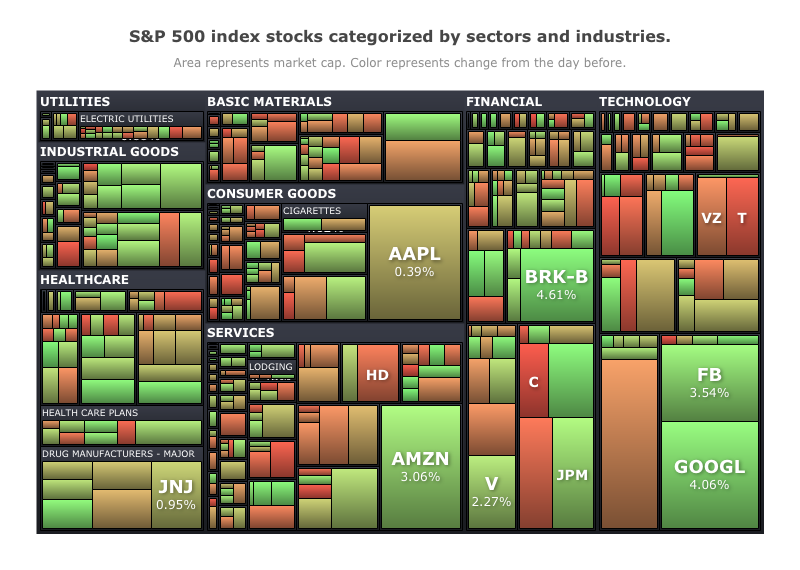 S&P 500 index stocks categorized by sectors and industries.
Area represents market cap. Color represents change from the day before.
UTILITIES
ELECTRIC UTILITIES
INDUSTRIAL GOODS
HEALTHCARE
HEALTH CARE PLANS
DRUG MANUFACTURERS - MAJOR
JNJ
0.95%
BASIC MATERIALS
CONSUMER GOODS
CIGARETTES
AAPL
0.39%
SERVICES
LODGING
HD
AMZN
3.06%
FINANCIAL
BRK-B
4.61%
C
V
2.27%
JPM
TECHNOLOGY
VZ
T
FB
3.54%
GOOGL
4.06%